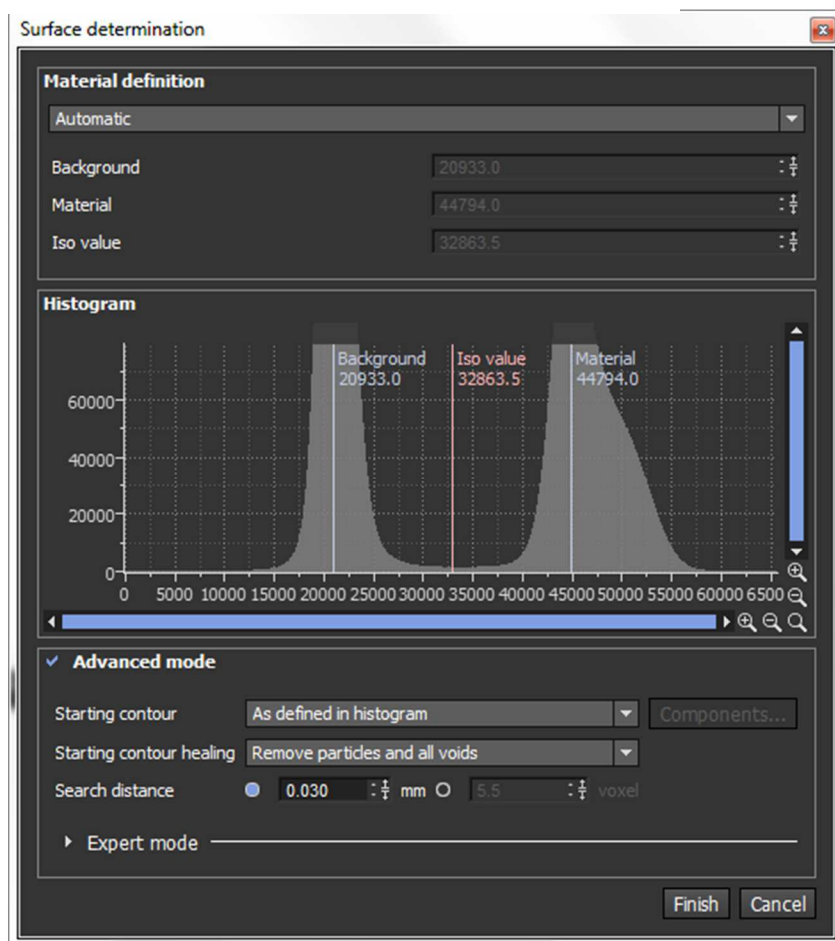 Surface determination
Material definition
Automatic
Background 20933.0
Material 44794.0
Iso value 32863.5
Histogram
Background Iso value Material
20933.0 32863.5 44794.0
60000
40000
20000
0
0 5000 10000 15000 20000 25000 30000 35000 40000 45000 50000 55000 60000 6500
Advanced mode
Starting contour As defined in histogram Components...
Starting contour healing Remove particles and all voids
Search distance 0.030 mm 5.5 voxel
Expert mode
Finish Cancel